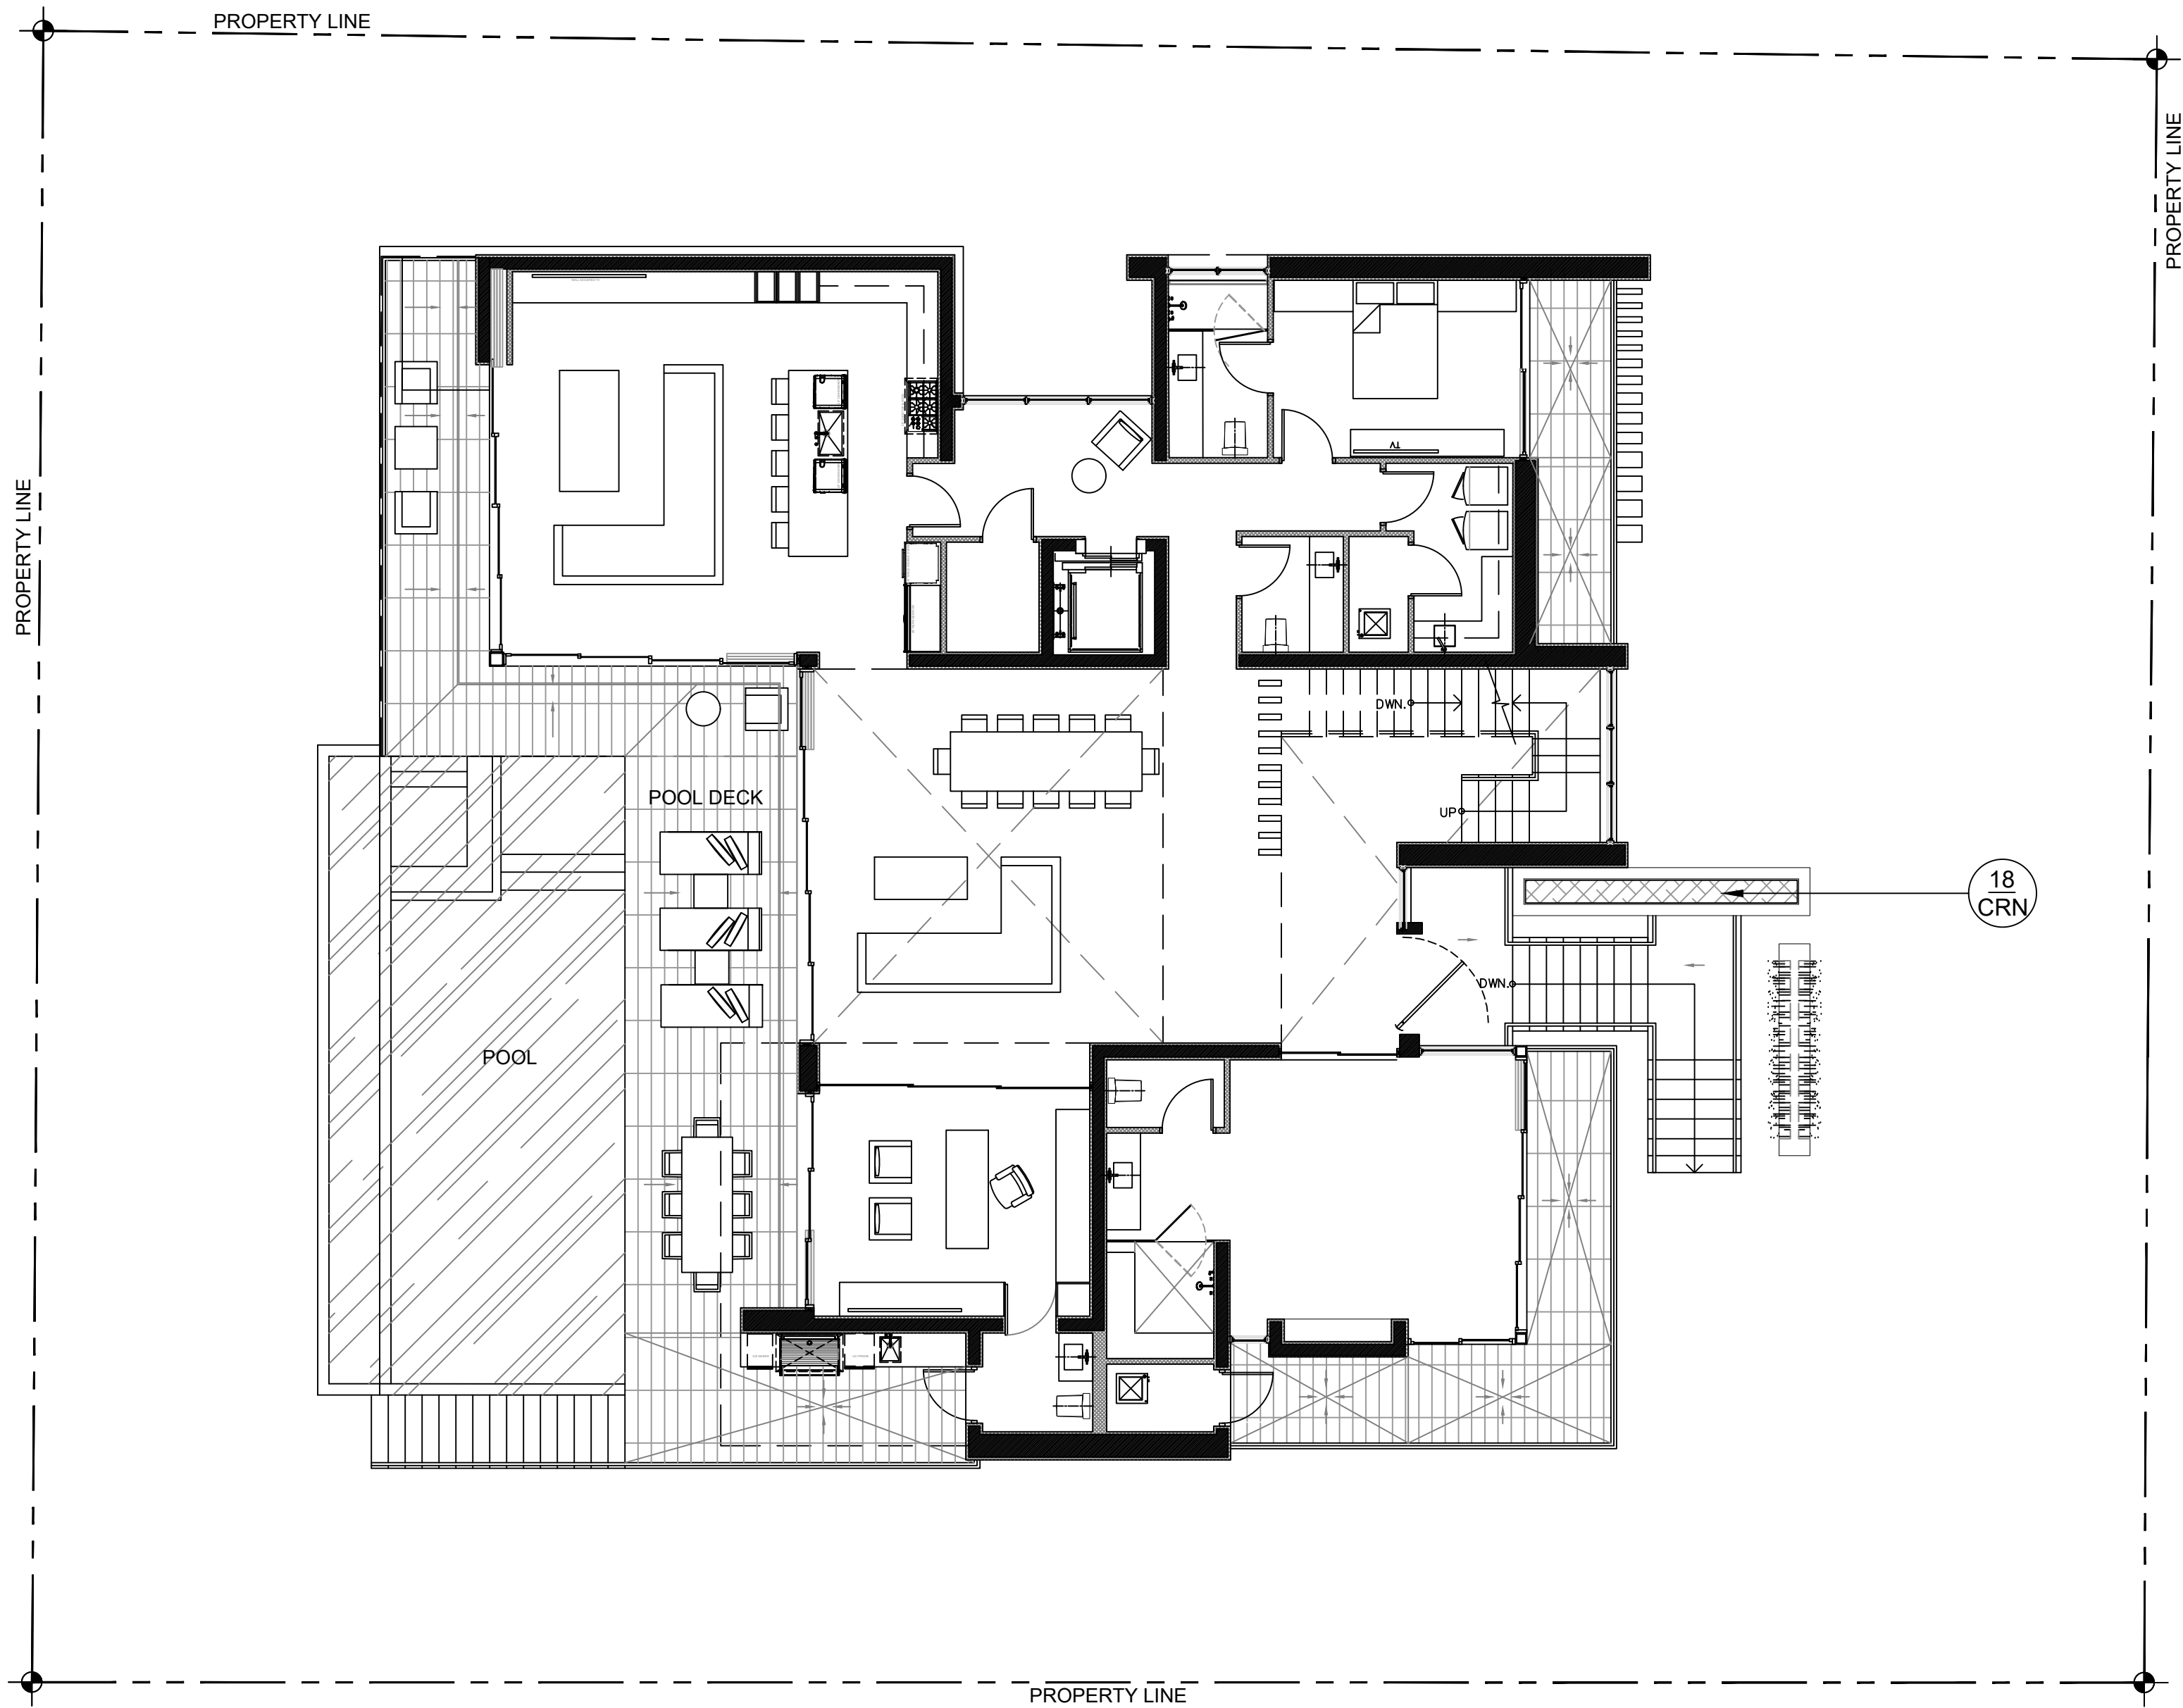 PROPERTY LINE
PROPERTY LINE
PROPERTY LINE
TV
DWN.
POOL DECK
UP
18
CRN
DWN.
POOL
PROPERTY LINE